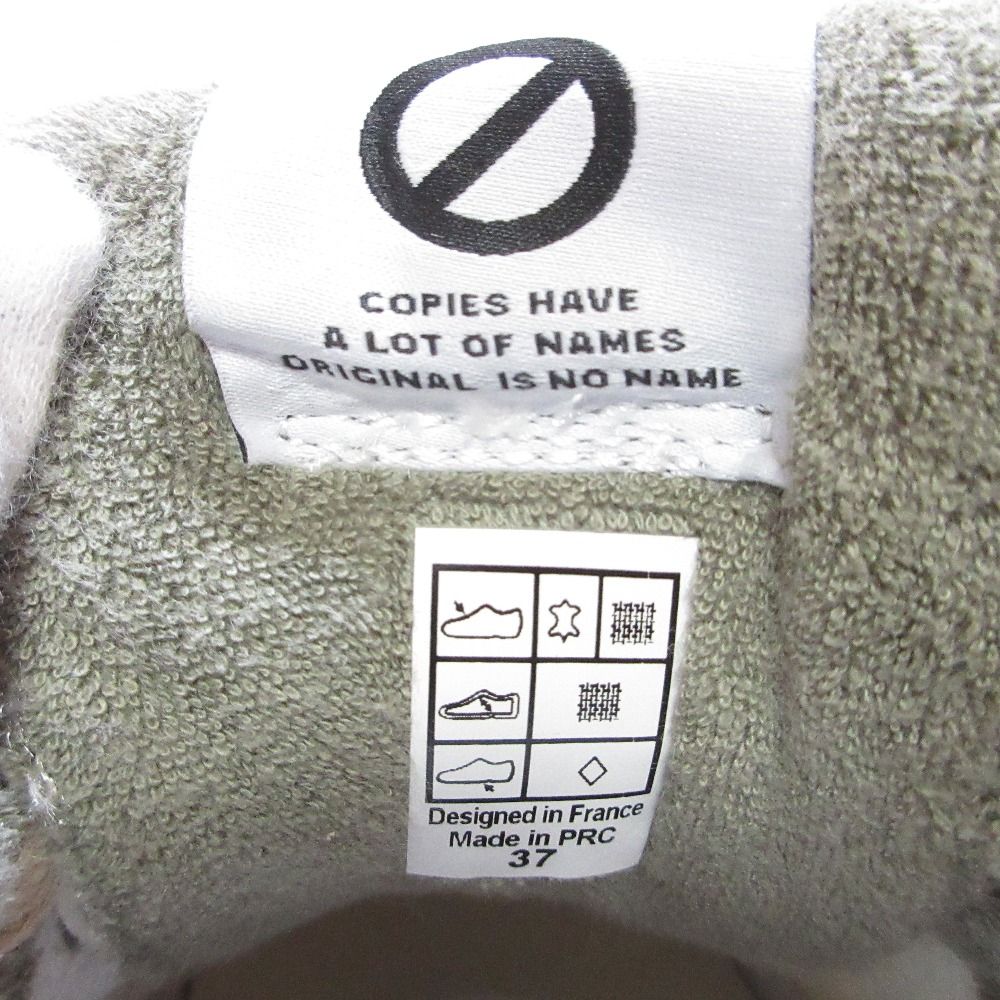 COPIES HAVE
A LOT OF NAMES
ORIGINAL IS NO NAME
Designed in France
Made in PRC
37